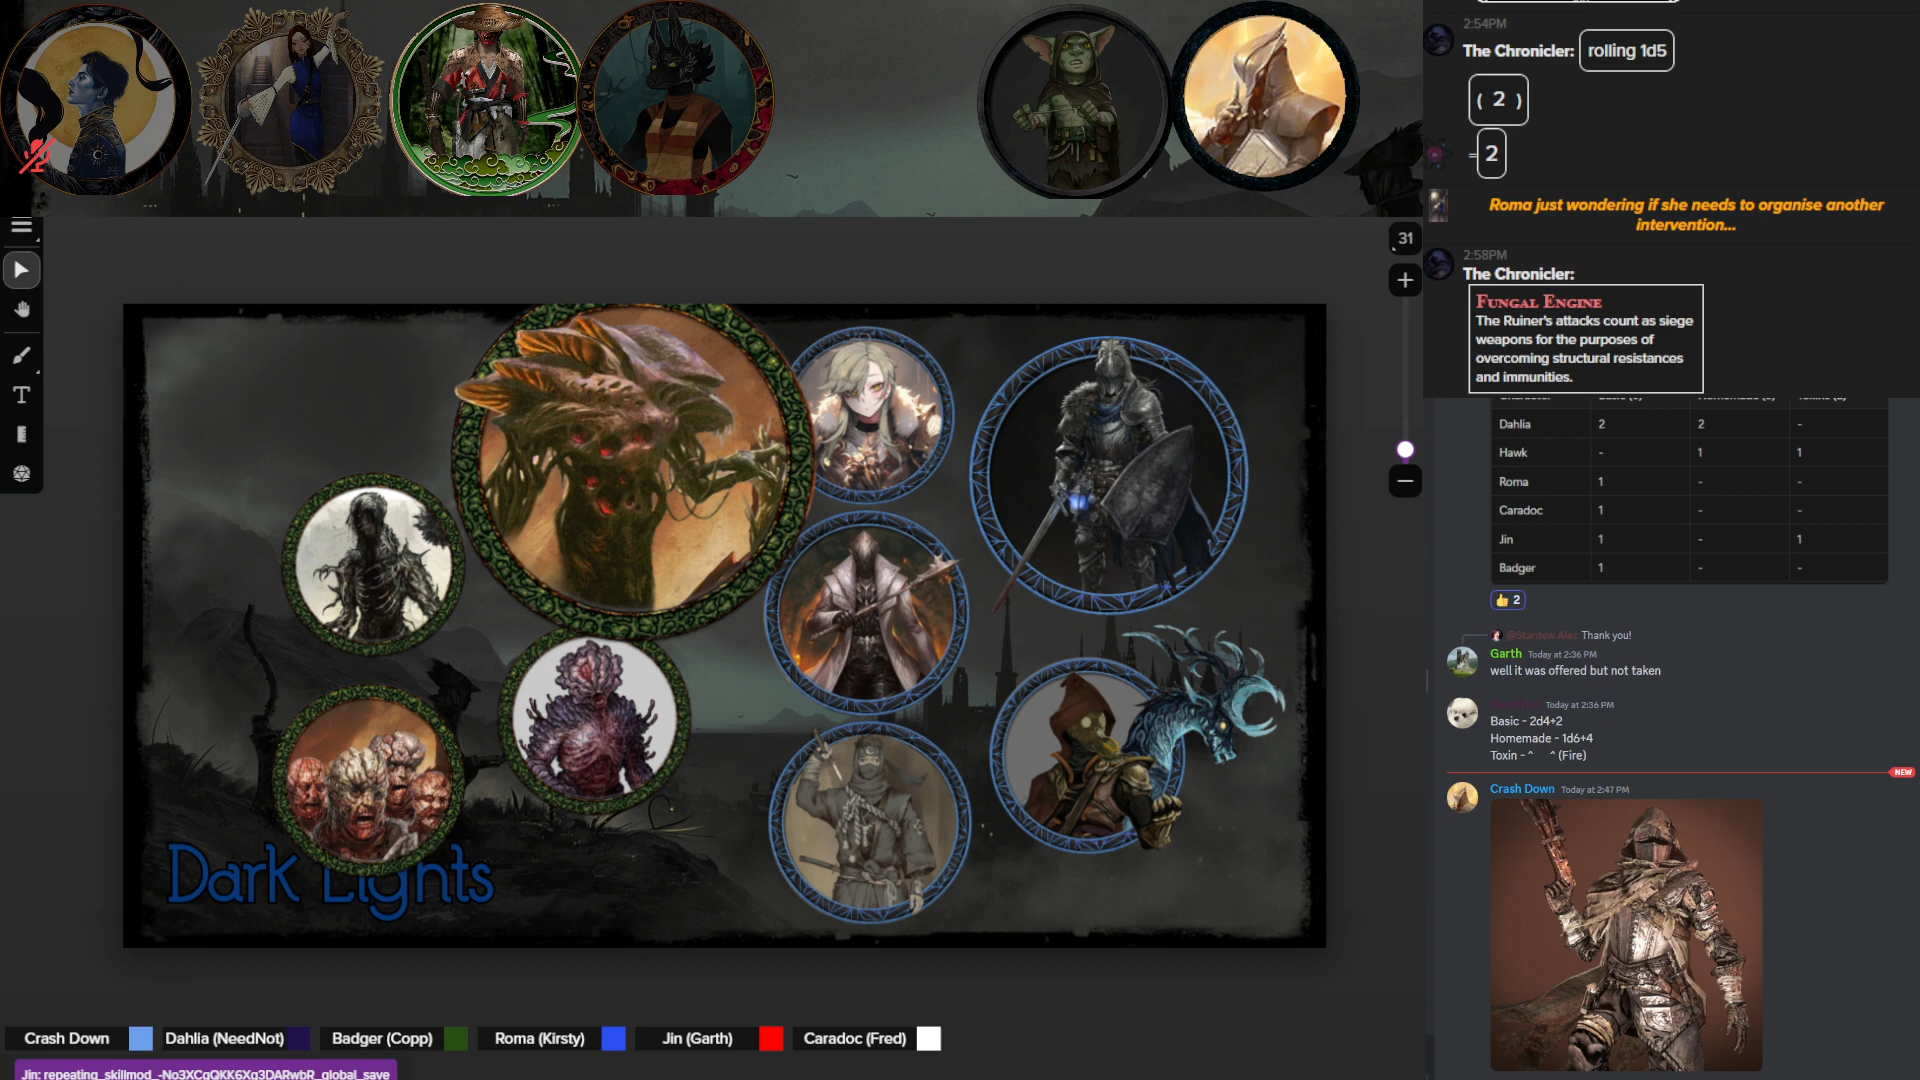 2:54PM
The Chronicler: rolling 1d5
( 2 )
=2
Roma just wondering if she needs to organise another
intervention...
2:58PM
The Chronicler:
Fungal Engine
The Ruiner's attacks count as siege
weapons for the purposes of
overcoming structural resistances
and immunities.
31
Dahlia 2 2 -
Hawk - 1 1
Roma 1 - -
Caradoc 1 - -
Jin 1 - 1
Badger 1 - -
👍 2
@Stardew Alec Thank you!
Garth Today at 2:36 PM
well it was offered but not taken
Today at 2:36 PM
Basic - 2d4+2
Homemade - 1d6+4
Toxin - ^ ^ (Fire)
NEW
Crash Down Today at 2:47 PM
Dark Lights
Crash Down
Dahlia (NeedNot)
Badger (Copp)
Roma (Kirsty)
Jin (Garth)
Caradoc (Fred)